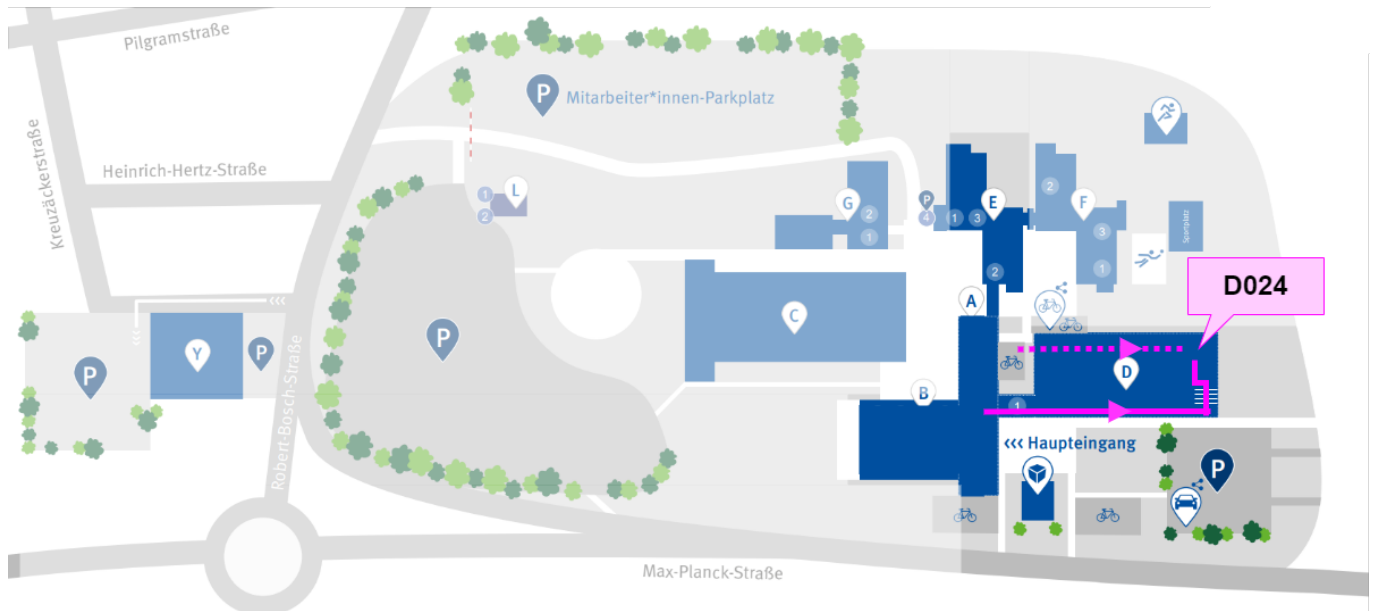 Pilgramstraße
Kreuzäckerstraße
Heinrich-Hertz-Straße
Robert-Bosch-Straße
P Mitarbeiter*innen-Parkplatz
1
L
2
G
2
1
P
4
E
1 3
2
2
F
3
1
Sportplatz
D024
A
C
P
P
Y
P
B
D
1
‹‹‹ Haupteingang
P
Max-Planck-Straße